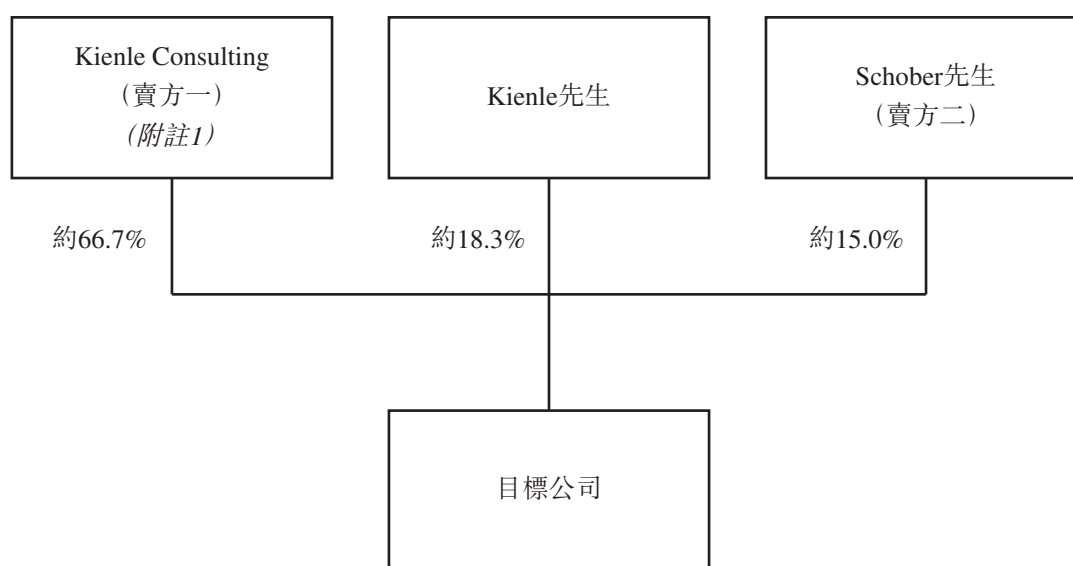 Kienle Consulting
（賣方一）
（附註1）
Kienle先生
Schober先生
（賣方二）
約66.7%
約18.3%
約15.0%
目標公司